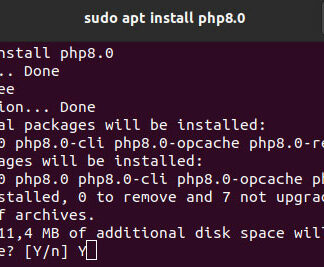 sudo apt install php8.0
nstall php8.0
.. Done
ee
ion... Done
al packages will be installed:
0 php8.0-cli php8.0-opcache php8.0-re
ages will be installed:
0 php8.0 php8.0-cli php8.0-opcache ph
stalled, 0 to remove and 7 not upgrad
f archives.
11,4 MB of additional disk space will
e? [Y/n] Y